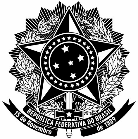 REPÚBLICA FEDERATIVA DO BRASIL
15 de Novembro de 1889